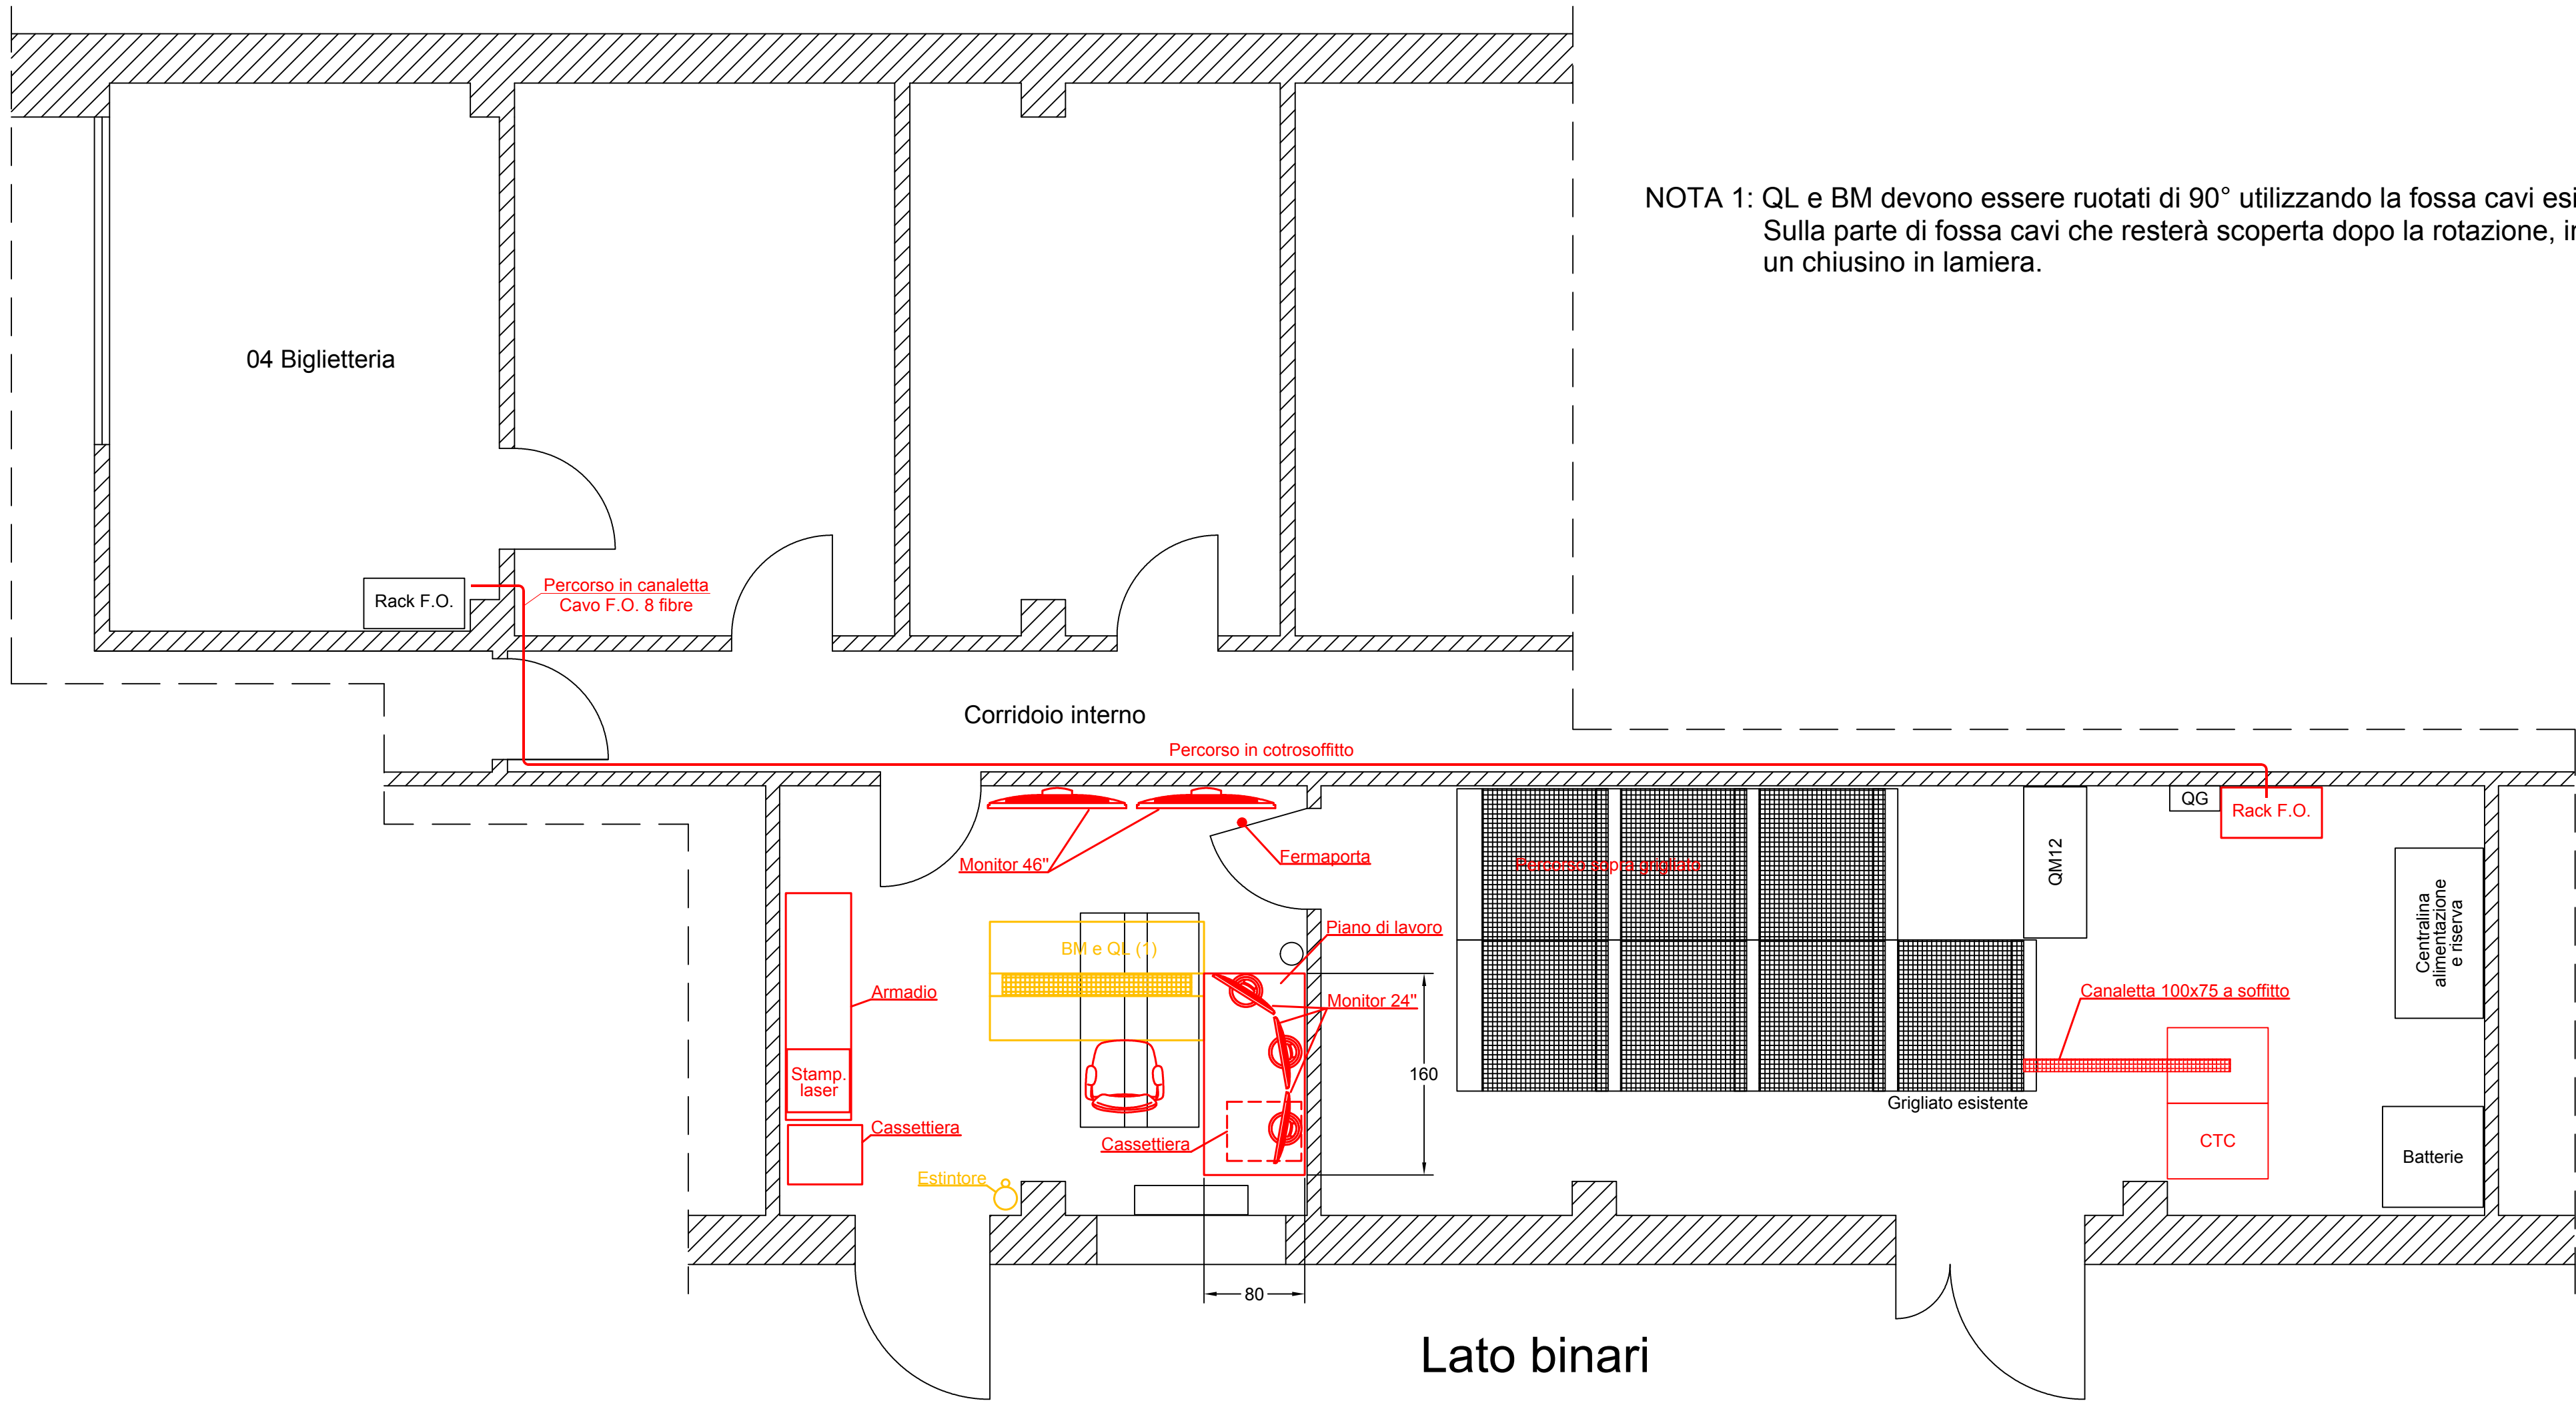 NOTA 1: QL e BM devono essere ruotati di 90° utilizzando la fossa cavi
Sulla parte di fossa cavi che resterà scoperta dopo la rotazione,
un chiusino in lamiera.
04 Biglietteria
Rack F.O.
Percorso in canaletta
Cavo F.O. 8 fibre
Corridoio interno
Percorso in cotrosoffitto
Monitor 46"
Fermaporta
Percorso sopra grigliato
QM12
QG
Rack F.O.
Centralina
alimentazione
e riserva
BM e QL (1)
Piano di lavoro
Armadio
Monitor 24"
Canaletta 100x75 a soffitto
Stamp.
laser
160
Grigliato esistente
Cassettiera
Cassettiera
CTC
Batterie
Estintore
80
Lato binari